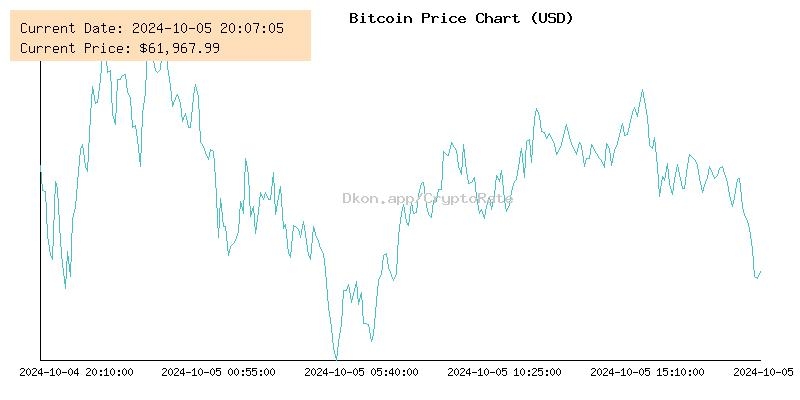 Bitcoin Price Chart (USD)
Current Date: 2024-10-05 20:07:05
Current Price: $61,967.99
Dkon.app/CryptoRate
2024-10-04 20:10:00 2024-10-05 00:55:00 2024-10-05 05:40:00 2024-10-05 10:25:00 2024-10-05 15:10:00 2024-10-05